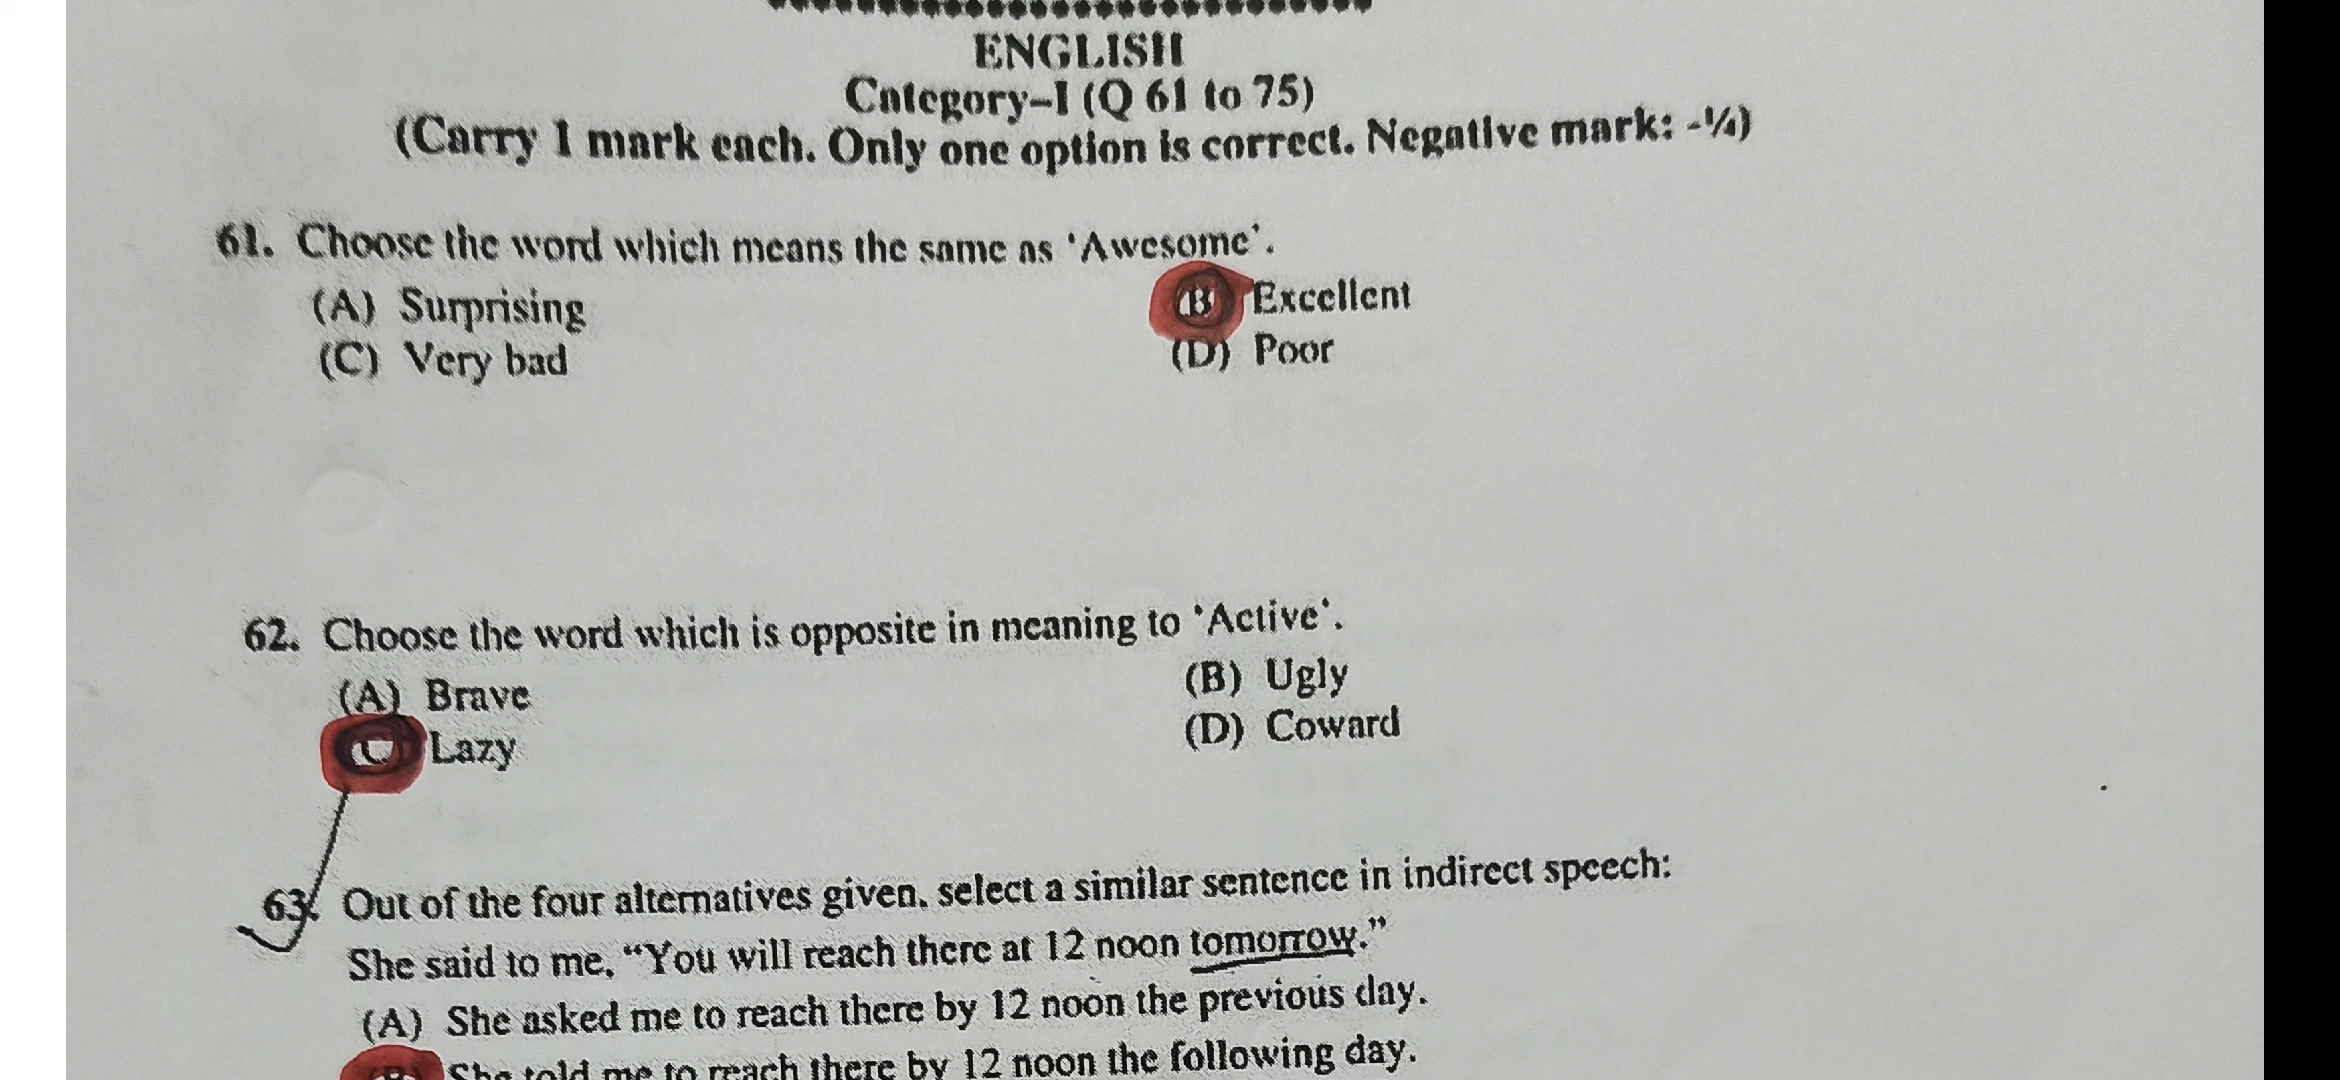 ENGLISH
Category–I (Q 61 to 75)
(Carry 1 mark each. Only one option is correct. Negative mark: -¼)
61. Choose the word which means the same as ‘Awesome’.
(A) Surprising (B) Excellent
(C) Very bad (D) Poor
62. Choose the word which is opposite in meaning to ‘Active’.
(A) Brave (B) Ugly
(C) Lazy (D) Coward
63. Out of the four alternatives given, select a similar sentence in indirect speech:
She said to me, “You will reach there at 12 noon tomorrow.”
(A) She asked me to reach there by 12 noon the previous day.
(B) She told me to reach there by 12 noon the following day.